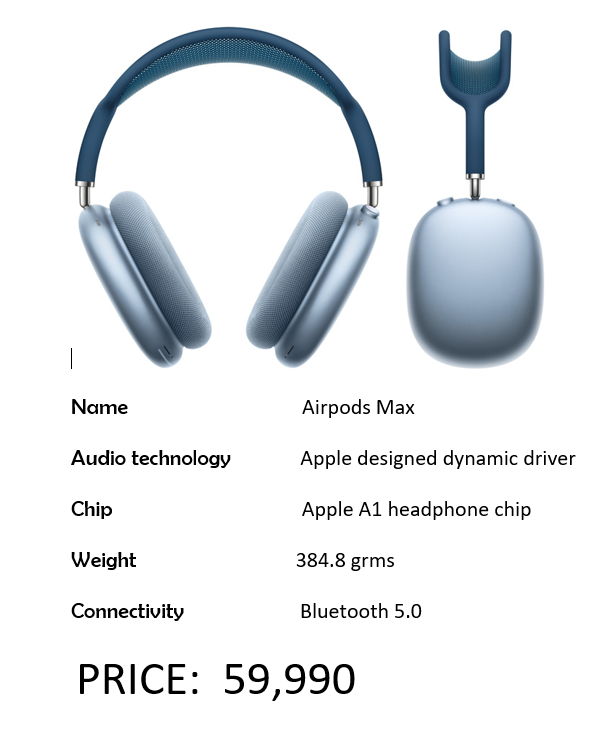 Name Airpods Max
Audio technology Apple designed dynamic driver
Chip Apple A1 headphone chip
Weight 384.8 grms
Connectivity Bluetooth 5.0
PRICE: 59,990